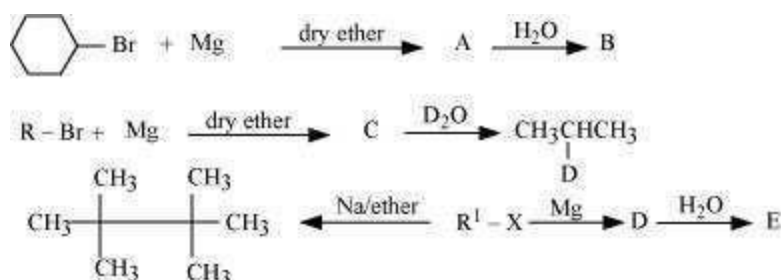 Br + Mg dry ether A H₂O B
R – Br + Mg dry ether C D₂O CH₃CHCH₃
D
CH₃ CH₃
CH₃ CH₃ Na/ether R¹ – X Mg D H₂O E
CH₃ CH₃